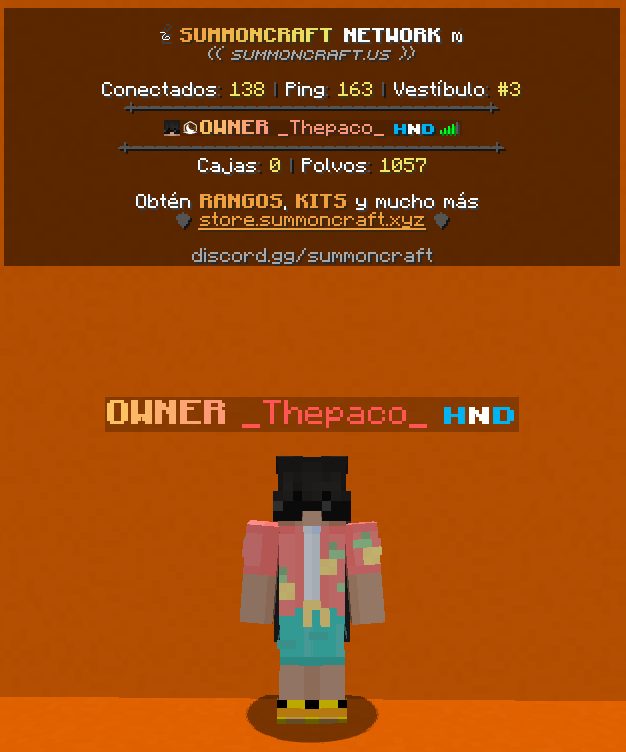 SUMMONCRAFT NETWORK
(( SUMMONCRAFT.US ))
Conectados: 138 | Ping: 163 | Vestíbulo: #3
OWNER _Thepaco_ HND
Cajas: 0 | Polvos: 1057
Obtén RANGOS, KITS y mucho más
store.summoncraft.xyz
discord.gg/summoncraft
OWNER _Thepaco_ HND